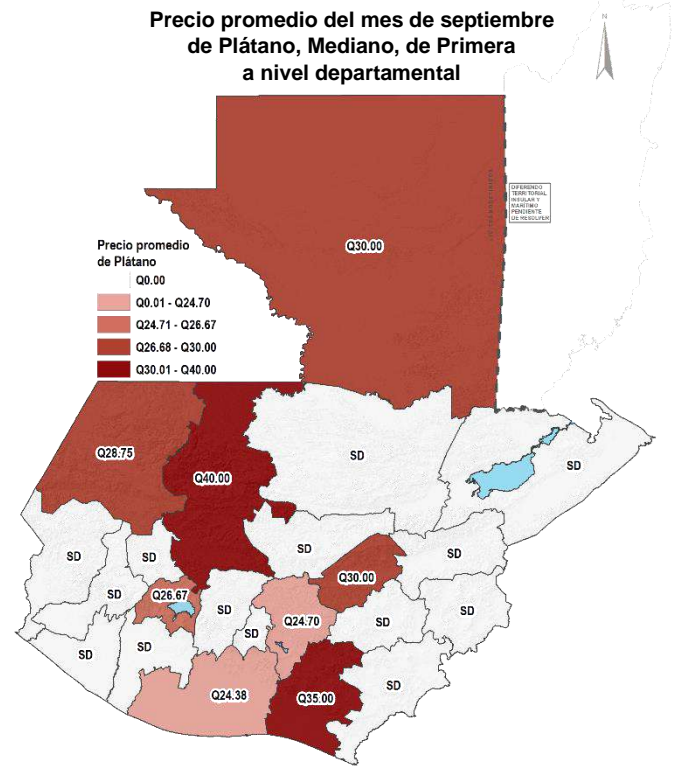 Precio promedio del mes de septiembre
de Plátano, Mediano, de Primera
a nivel departamental
N
DIFERENDO
TERRITORIAL,
INSULAR Y
MARÍTIMO
PENDIENTE
DE RESOLVER
Q30.00
Precio promedio
de Plátano
Q0.00
Q0.01 - Q24.70
Q24.71 - Q26.67
Q26.68 - Q30.00
Q30.01 - Q40.00
Q28.75
Q40.00
SD
SD
SD
SD
SD
SD
SD
Q30.00
Q26.67
SD
SD
Q24.70
SD
SD
SD
SD
SD
Q24.38
Q35.00
SD